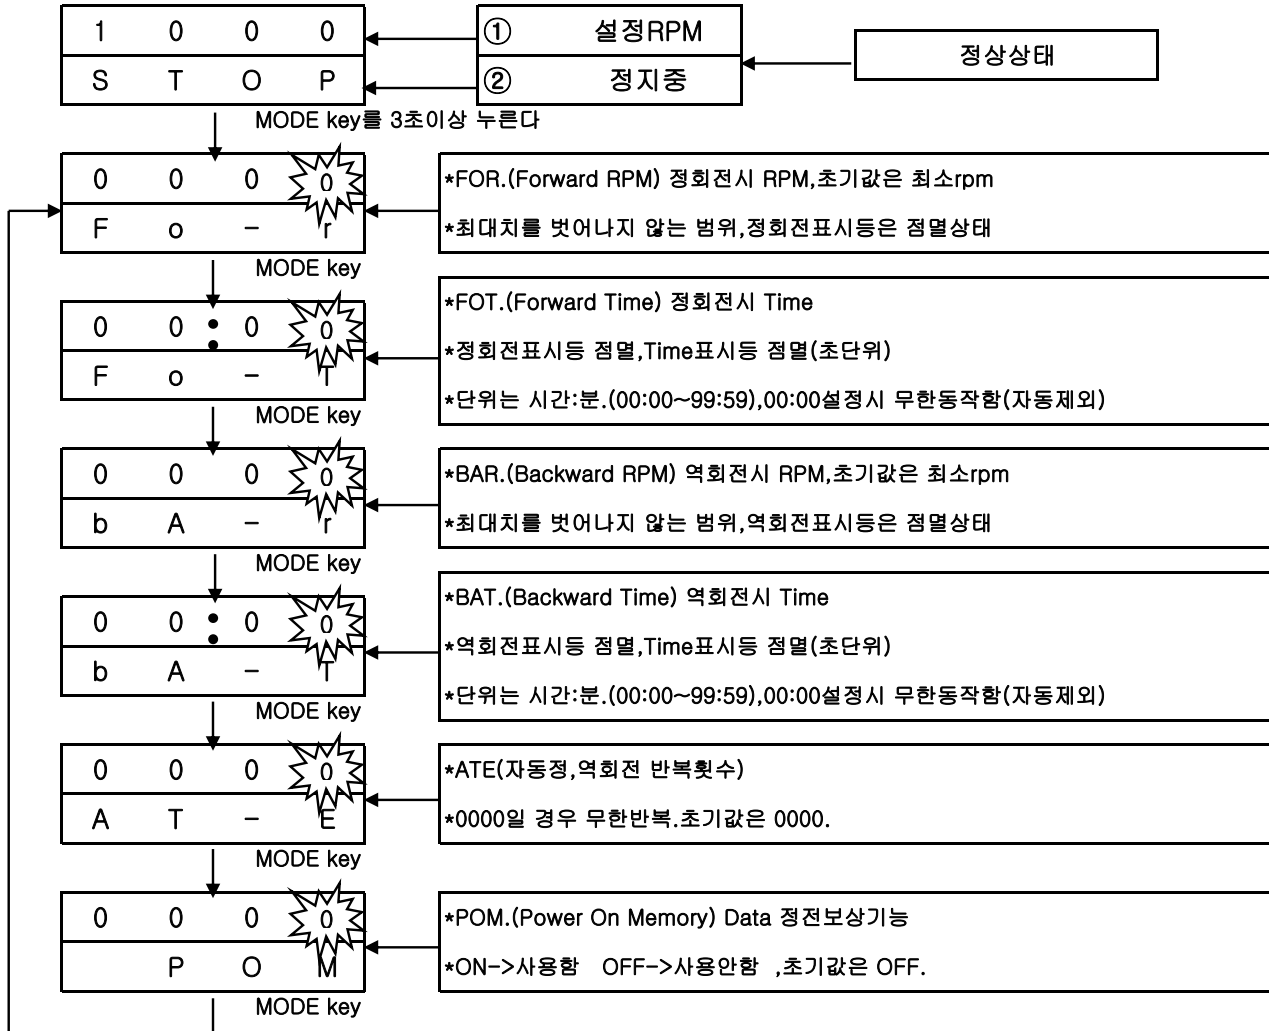 1 0 0 0 ① 설정RPM
정상상태
S T O P ② 정지중
MODE key를 3초이상 누른다
0 0 0 0 *FOR.(Forward RPM) 정회전시 RPM,초기값은 최소rpm
F o - r *최대치를 벗어나지 않는 범위,정회전표시등은 점멸상태
MODE key
*FOT.(Forward Time) 정회전시 Time
0 0 : 0 0 *정회전표시등 점멸,Time표시등 점멸(초단위)
F o - T *단위는 시간:분.(00:00~99:59),00:00설정시 무한동작함(자동제외)
MODE key
0 0 0 0 *BAR.(Backward RPM) 역회전시 RPM,초기값은 최소rpm
b A - r *최대치를 벗어나지 않는 범위,역회전표시등은 점멸상태
MODE key
*BAT.(Backward Time) 역회전시 Time
0 0 : 0 0 *역회전표시등 점멸,Time표시등 점멸(초단위)
b A - T *단위는 시간:분.(00:00~99:59),00:00설정시 무한동작함(자동제외)
MODE key
0 0 0 0 *ATE(자동정,역회전 반복횟수)
A T - E *0000일 경우 무한반복.초기값은 0000.
MODE key
0 0 0 0 *POM.(Power On Memory) Data 정전보상기능
P O M *ON->사용함 OFF->사용안함 ,초기값은 OFF.
MODE key